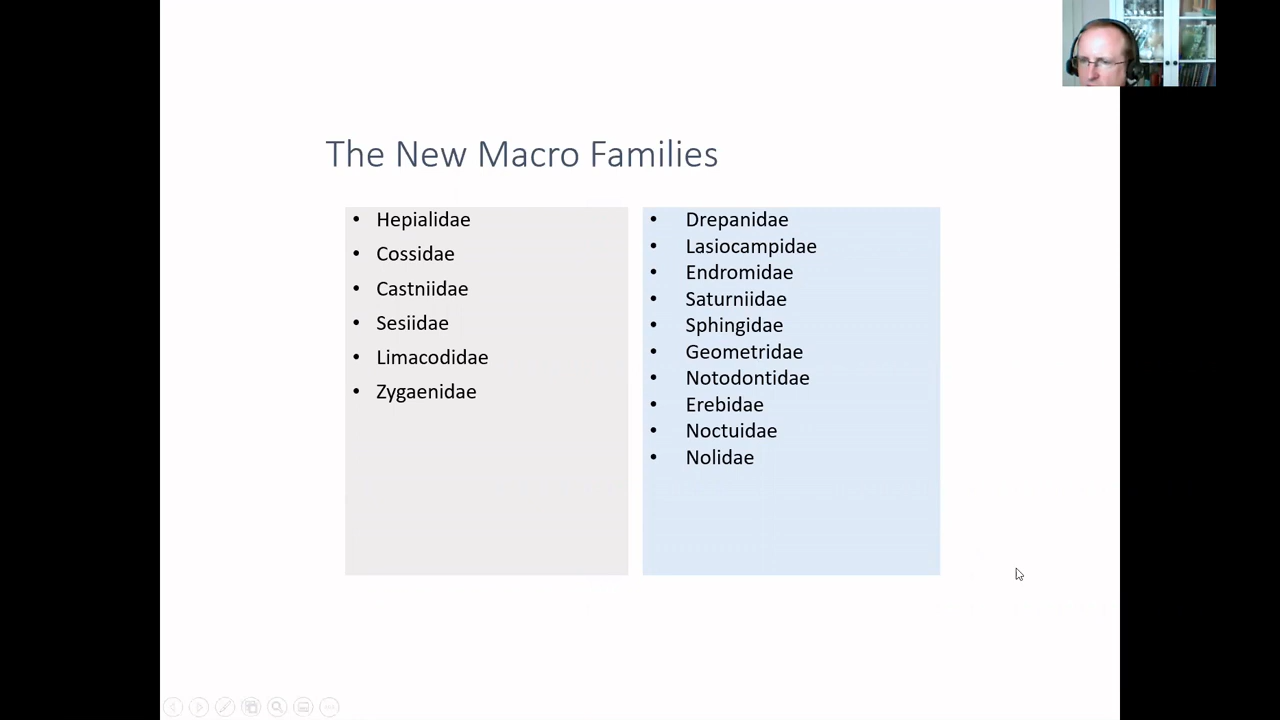 The New Macro Families
• Hepialidae
• Cossidae
• Castniidae
• Sesiidae
• Limacodidae
• Zygaenidae
• Drepanidae
• Lasiocampidae
• Endromidae
• Saturniidae
• Sphingidae
• Geometridae
• Notodontidae
• Erebidae
• Noctuidae
• Nolidae